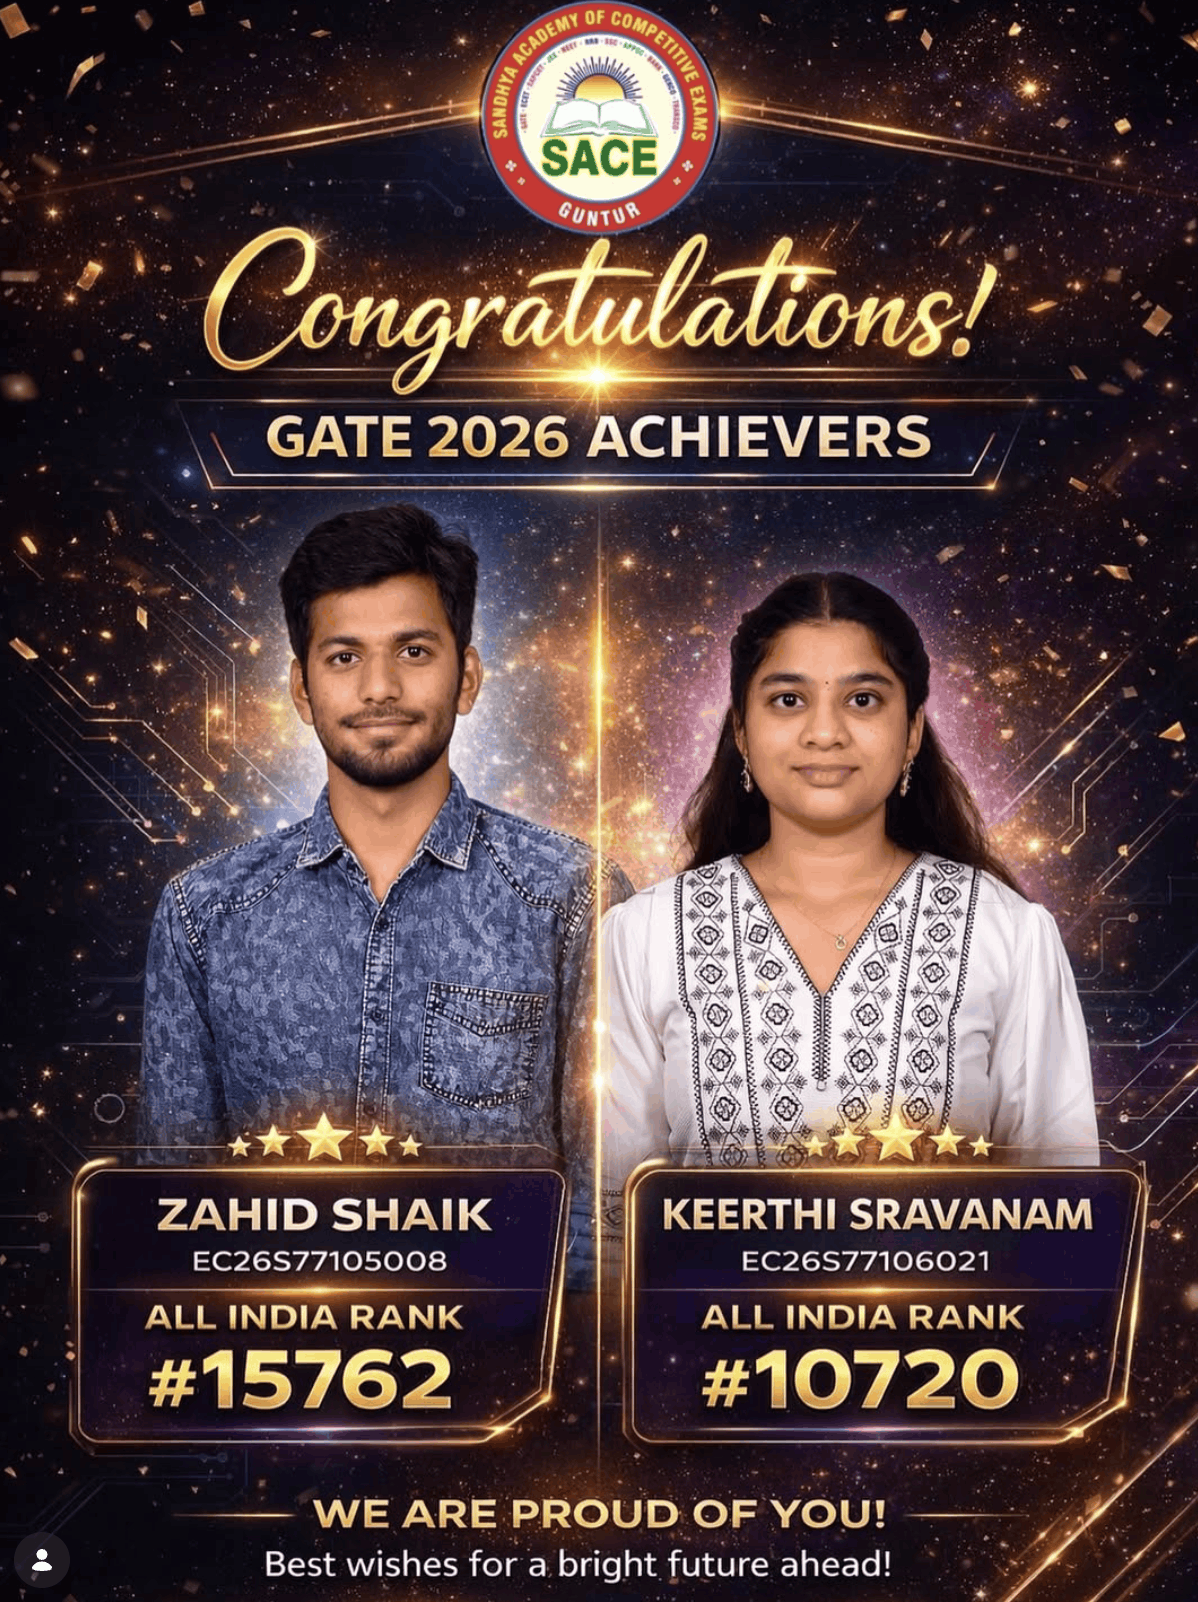 SANDHYA ACADEMY OF COMPETITIVE EXAMS
SACE
GUNTUR
Congratulations!
GATE 2026 ACHIEVERS
ZAHID SHAIK
EC26S77105008
ALL INDIA RANK
#15762
KEERTHI SRAVANAM
EC26S77106021
ALL INDIA RANK
#10720
WE ARE PROUD OF YOU!
Best wishes for a bright future ahead!